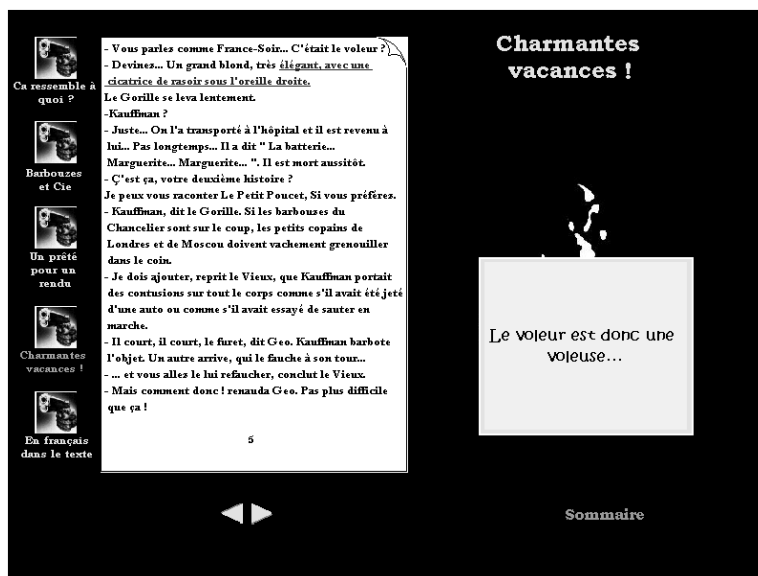 Ca ressemble à
quoi ?
Barbouzes
et Cie
Un prêté
pour un
rendu
Charmantes
vacances !
En français
dans le texte
- Vous parlez comme France-Soir... C'était le voleur ?
- Devinez... Un grand blond, très élégant, avec une
cicatrice de rasoir sous l'oreille droite.
Le Gorille se leva lentement.
-Kauffman ?
- Juste... On l'a transporté à l'hôpital et il est revenu à
lui... Pas longtemps... Il a dit " La batterie...
Marguerite... Marguerite... ". Il est mort aussitôt.
- Ç'est ça, votre deuxième histoire ?
Je peux vous raconter Le Petit Poucet, Si vous préférez.
- Kauffman, dit le Gorille. Si les barbouses du
Chancelier sont sur le coup, les petits copains de
Londres et de Moscou doivent vachement grenouiller
dans le coin.
- Je dois ajouter, reprit le Vieux, que Kauffman portait
des contusions sur tout le corps comme s'il avait été jeté
d'une auto ou comme s'il avait essayé de sauter en
marche.
- Il court, il court, le furet, dit Geo. Kauffman barbote
l'objet. Un autre arrive, qui le fauche à son tour...
- ... et vous allez le lui refaucher, conclut le Vieux.
- Mais comment donc ! renauda Geo. Pas plus difficile
que ça !
5
Charmantes
vacances !
Le voleur est donc une
voleuse...
Sommaire